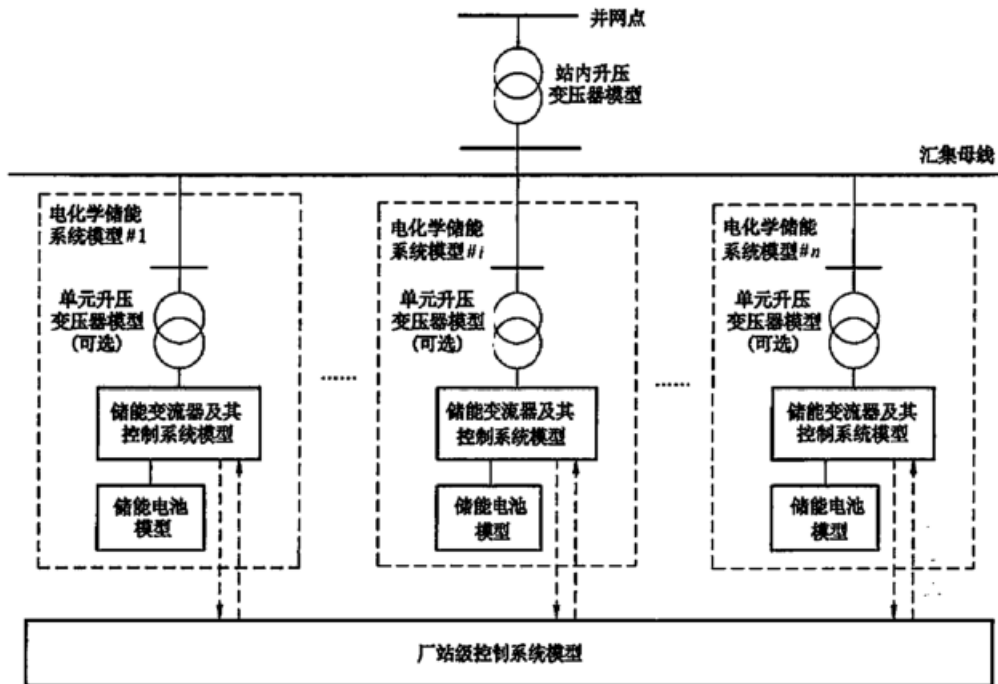 并网点
站内升压
变压器模型
汇集母线
电化学储能
系统模型#1
单元升压
变压器模型
(可选)
储能变流器及其
控制系统模型
储能电池
模型
……
电化学储能
系统模型#i
单元升压
变压器模型
(可选)
储能变流器及其
控制系统模型
储能电池
模型
……
电化学储能
系统模型#n
单元升压
变压器模型
(可选)
储能变流器及其
控制系统模型
储能电池
模型
厂站级控制系统模型